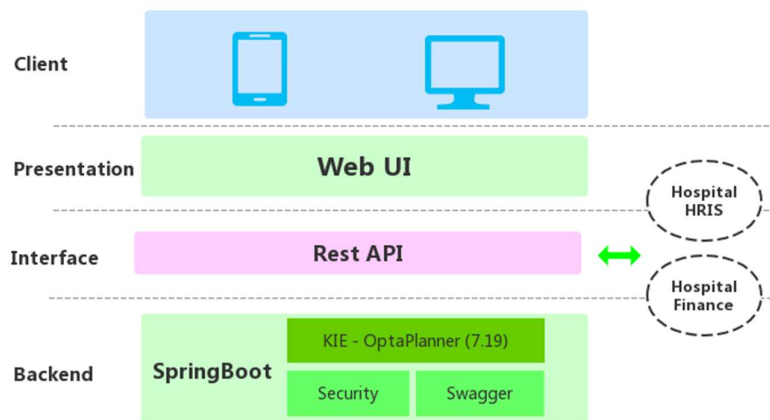 Client
Presentation
Web UI
Hospital
HRIS
Interface
Rest API
Hospital
Finance
Backend
SpringBoot
KIE - OptaPlanner (7.19)
Security
Swagger